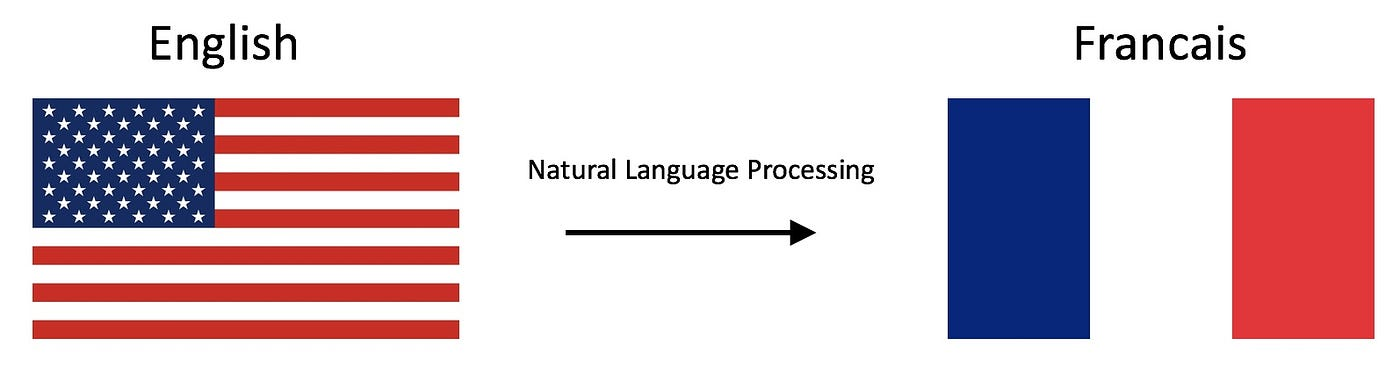 English
Francais
Natural Language Processing